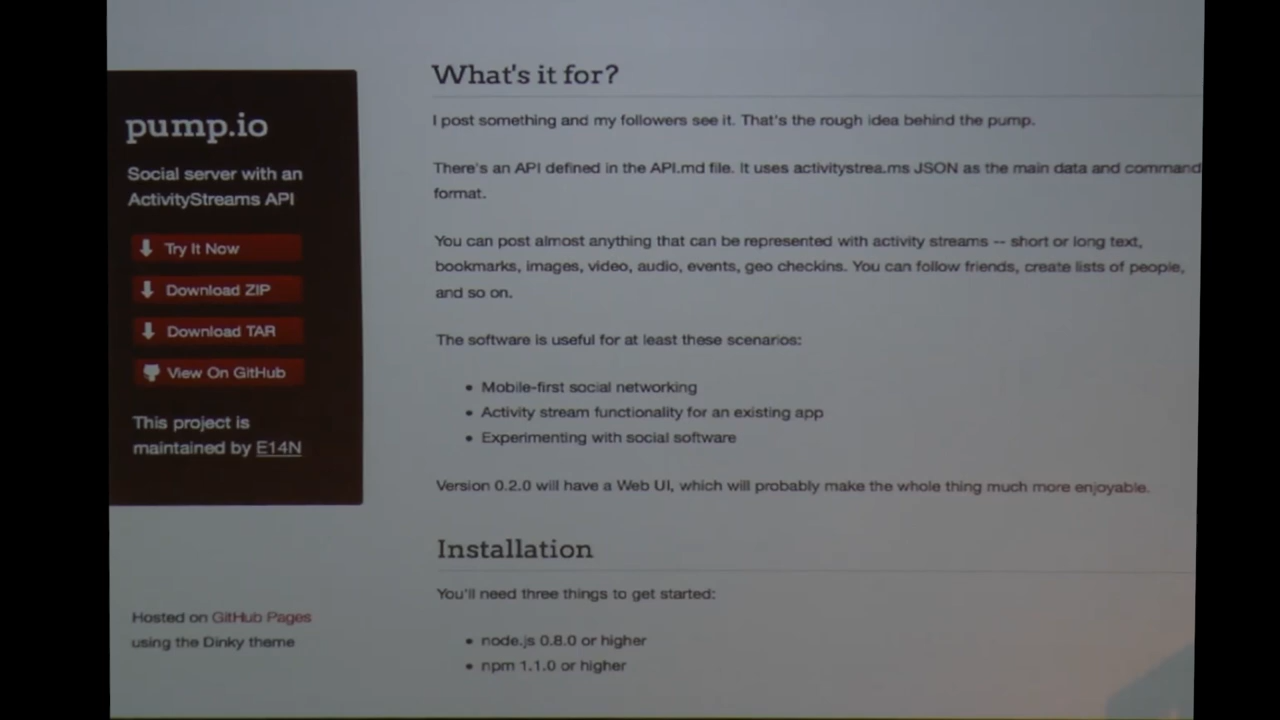 pump.io
Social server with an
ActivityStreams API
Try It Now
Download ZIP
Download TAR
View On GitHub
This project is
maintained by E14N
Hosted on GitHub Pages
using the Dinky theme
What's it for?
I post something and my followers see it. That's the rough idea behind the pump.
There's an API defined in the API.md file. It uses activitystrea.ms JSON as the main data and command
format.
You can post almost anything that can be represented with activity streams -- short or long text,
bookmarks, images, video, audio, events, geo checkins. You can follow friends, create lists of people,
and so on.
The software is useful for at least these scenarios:
• Mobile-first social networking
• Activity stream functionality for an existing app
• Experimenting with social software
Version 0.2.0 will have a Web UI, which will probably make the whole thing much more enjoyable.
Installation
You'll need three things to get started:
• node.js 0.8.0 or higher
• npm 1.1.0 or higher